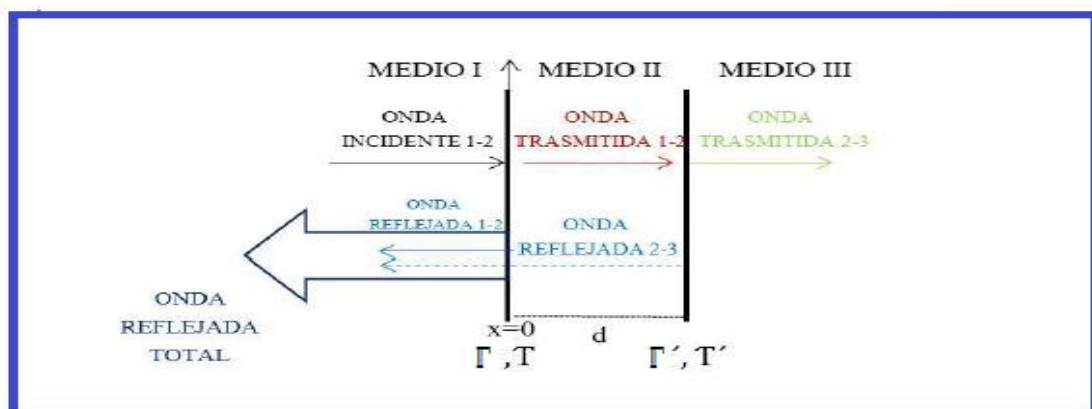 MEDIO I
MEDIO II
MEDIO III
ONDA
INCIDENTE 1-2
ONDA
TRASMITIDA 1-2
ONDA
TRASMITIDA 2-3
ONDA
REFLEJADA 1-2
ONDA
REFLEJADA 2-3
ONDA
REFLEJADA
TOTAL
x=0
d
Γ ,T
Γ´, T´